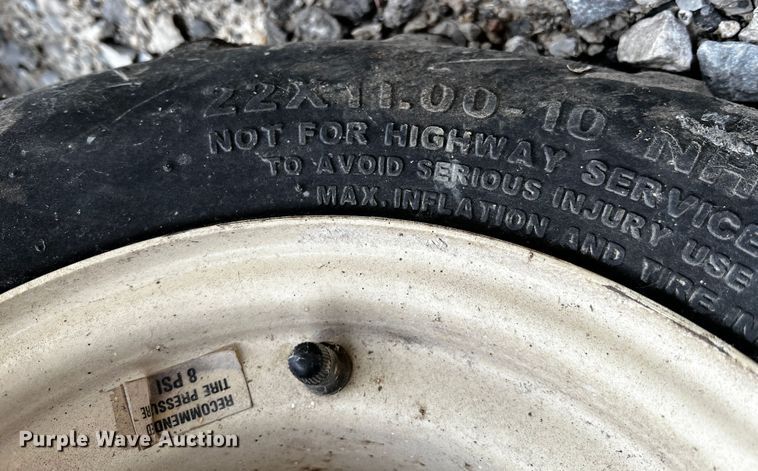 22X11.00-10 NH
NOT FOR HIGHWAY SERVICE
TO AVOID SERIOUS INJURY USE
MAX. INFLATION AND TIRE
RECOMMENDED
TIRE PRESSURE
8 PSI
Purple Wave Auction